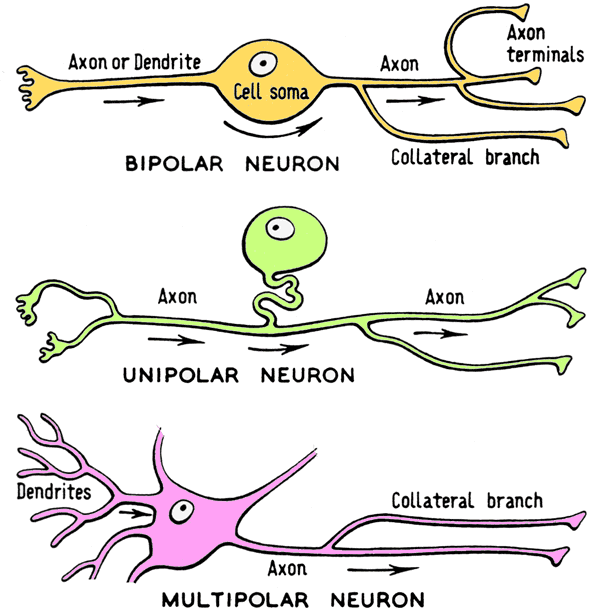 Axon or Dendrite
Cell soma
Axon
Axon
terminals
Collateral branch
BIPOLAR NEURON
Axon
Axon
UNIPOLAR NEURON
Dendrites
Collateral branch
Axon
MULTIPOLAR NEURON